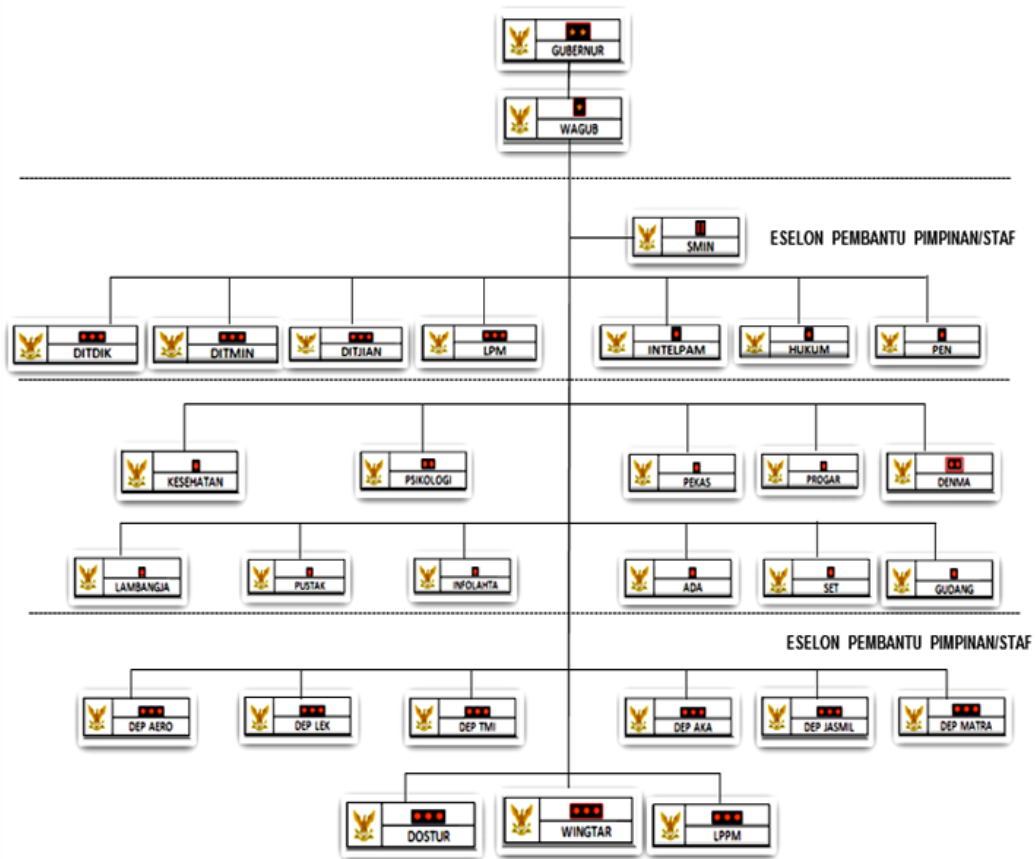 GUBERNUR
WAGUB
SMIN
ESELON PEMBANTU PIMPINAN/STAF
DITDIK
DITMIN
DITJIAN
LPM
INTELPAM
HUKUM
PEN
KESEHATAN
PSIKOLOGI
PEKAS
PROGAR
DENMA
LAMBANGJA
PUSTAK
INFOLAHTA
ADA
SET
GUDANG
ESELON PEMBANTU PIMPINAN/STAF
DEP AERO
DEP LEK
DEP TMI
DEP AKA
DEP JASMIL
DEP MATRA
DOSTUR
WINGTAR
LPPM